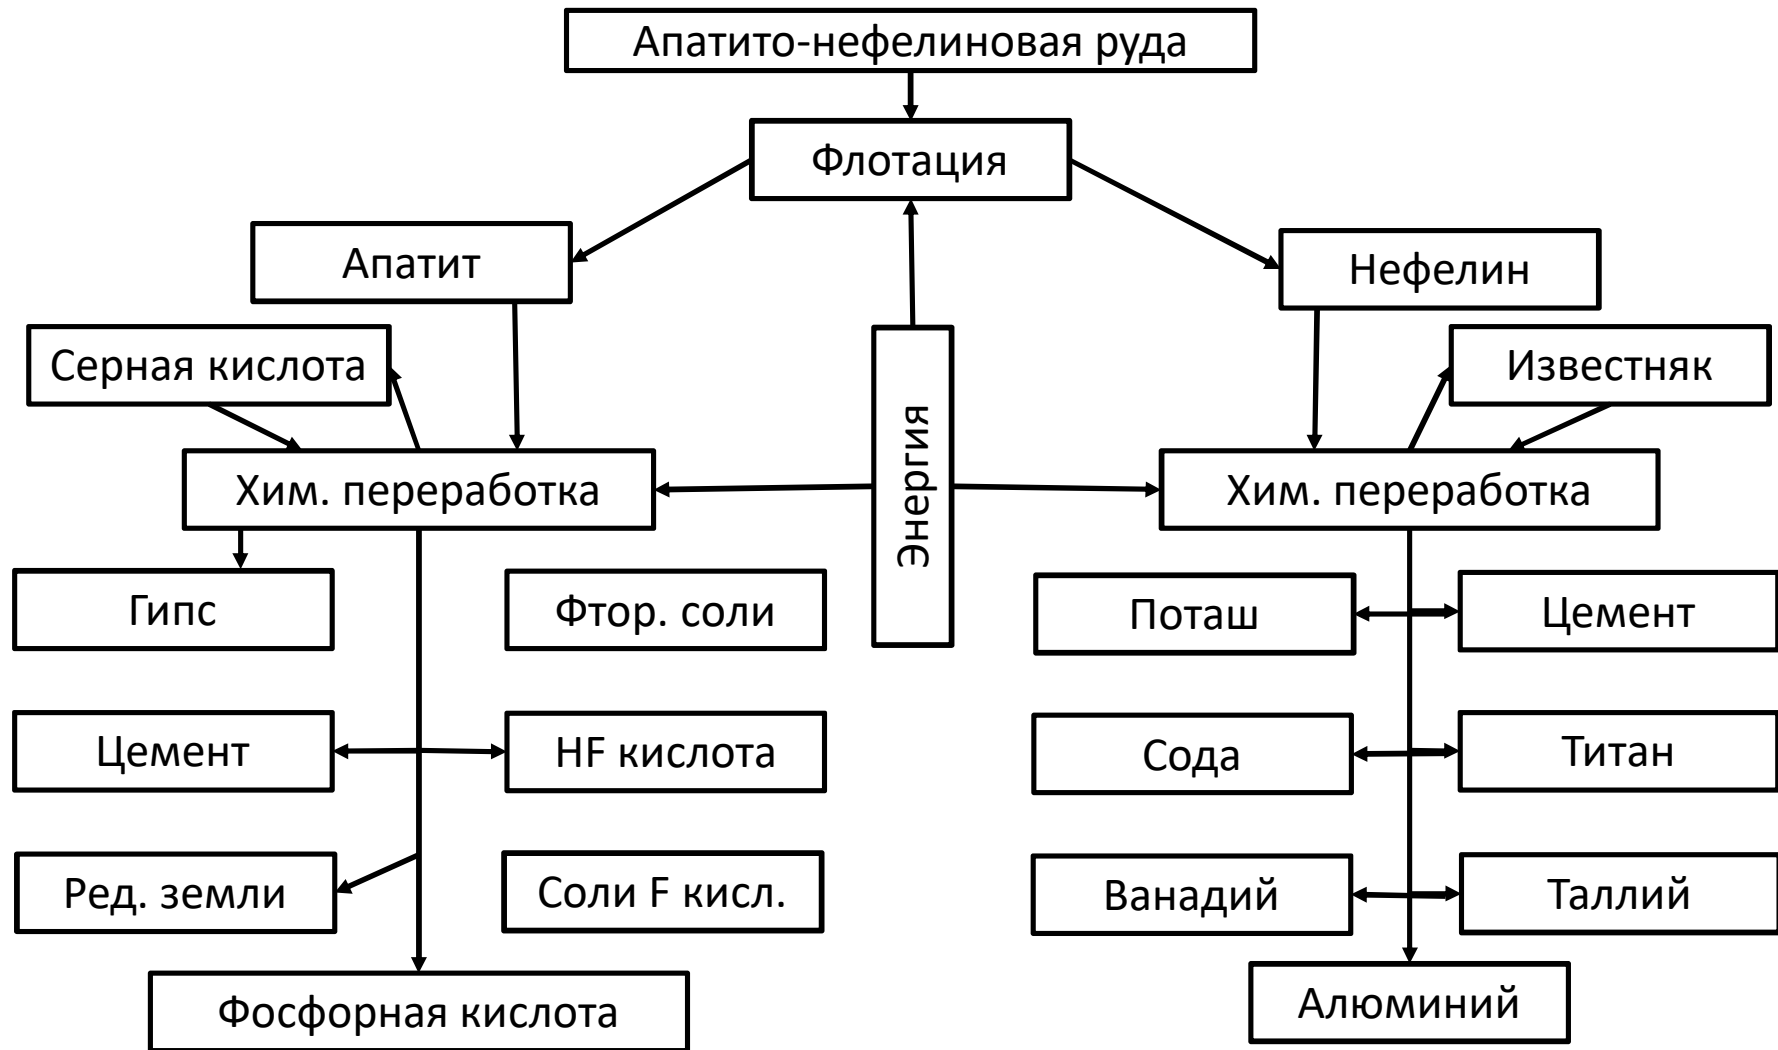 Апатито-нефелиновая руда
Флотация
Апатит
Нефелин
Серная кислота
Известняк
Энергия
Хим. переработка
Хим. переработка
Гипс
Фтор. соли
Поташ
Цемент
Цемент
HF кислота
Сода
Титан
Ред. земли
Соли F кисл.
Ванадий
Таллий
Фосфорная кислота
Алюминий